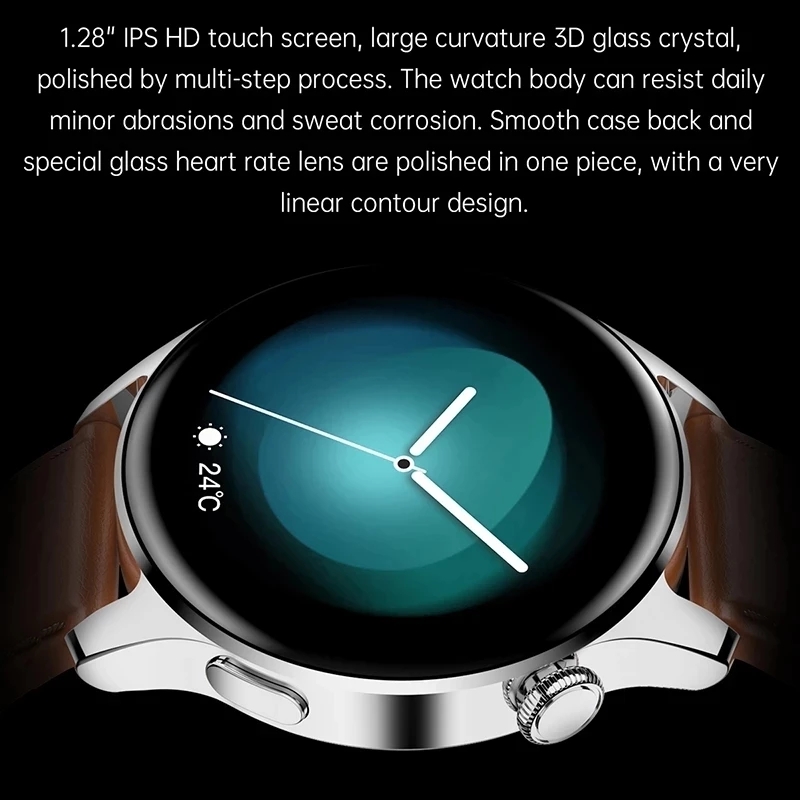 1.28" IPS HD touch screen, large curvature 3D glass crystal,
polished by multi-step process. The watch body can resist daily
minor abrasions and sweat corrosion. Smooth case back and
special glass heart rate lens are polished in one piece, with a very
linear contour design.
24℃